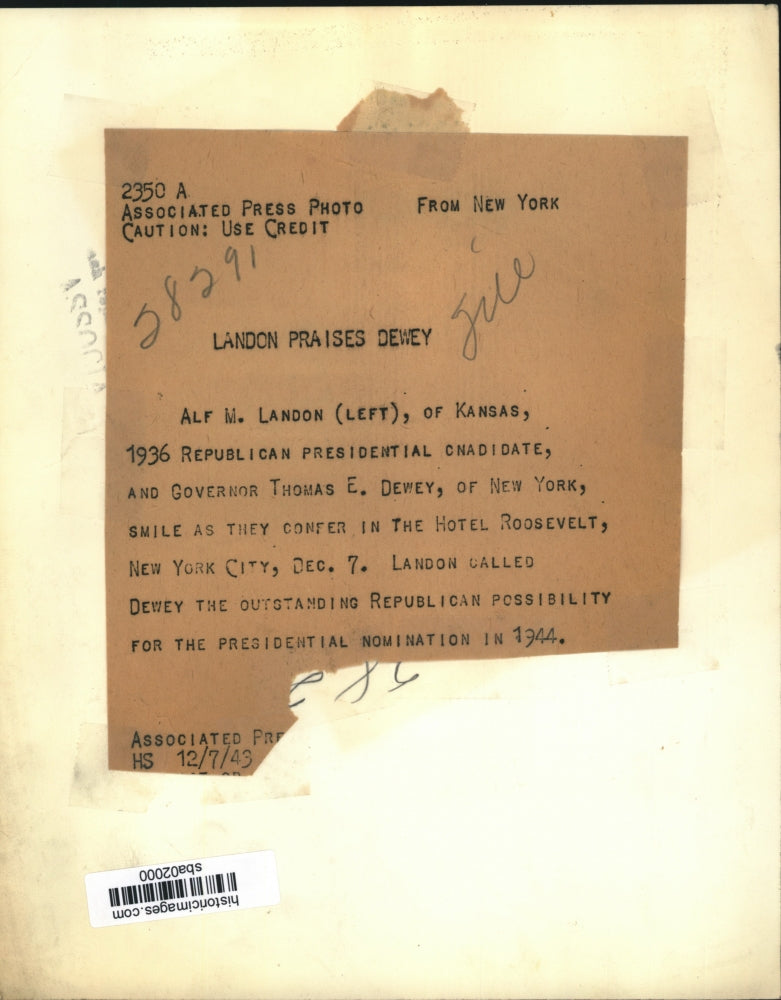 2350 A
ASSOCIATED PRESS PHOTO FROM NEW YORK
CAUTION: USE CREDIT
28291
file
LANDON PRAISES DEWEY
ALF M. LANDON (LEFT), OF KANSAS,
1936 REPUBLICAN PRESIDENTIAL CNADIDATE,
AND GOVERNOR THOMAS E. DEWEY, OF NEW YORK,
SMILE AS THEY CONFER IN THE HOTEL ROOSEVELT,
NEW YORK CITY, DEC. 7. LANDON CALLED
DEWEY THE OUTSTANDING REPUBLICAN POSSIBILITY
FOR THE PRESIDENTIAL NOMINATION IN 1944.
ASSOCIATED PRE
HS 12/7/43
historicimages.com
sba02000